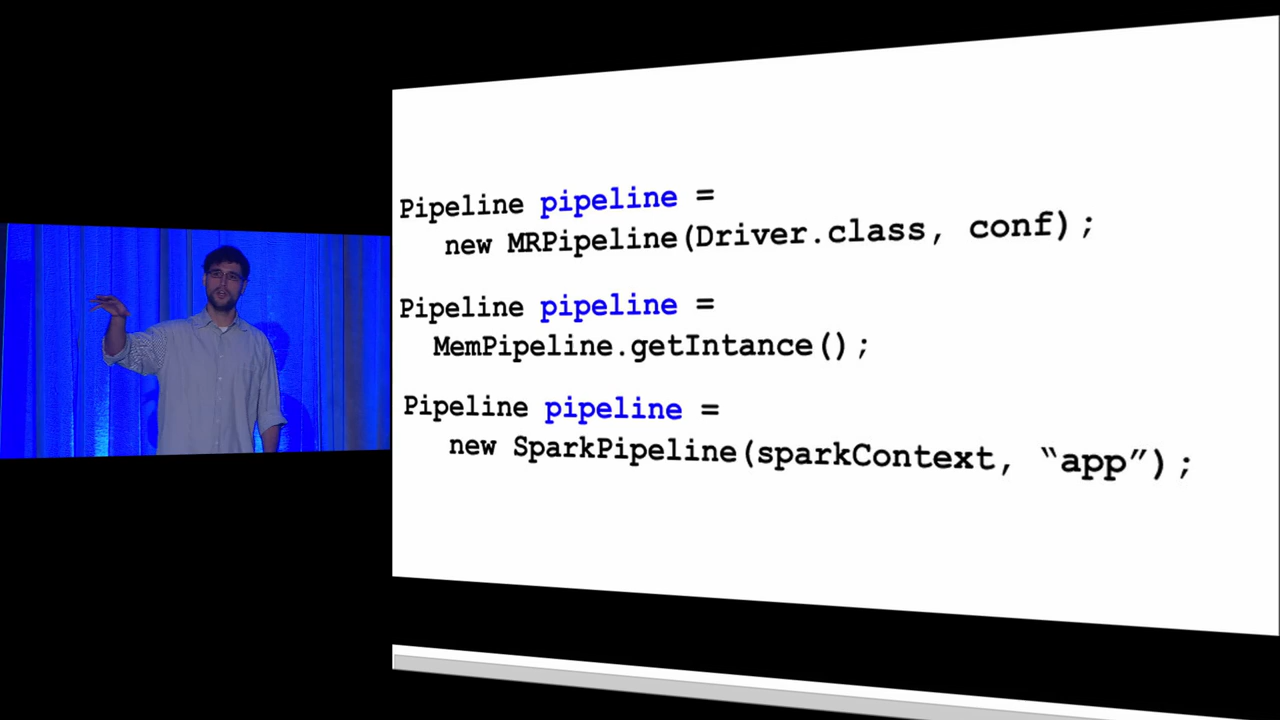 Pipeline pipeline =
new MRPipeline(Driver.class, conf);
Pipeline pipeline =
MemPipeline.getIntance();
Pipeline pipeline =
new SparkPipeline(sparkContext, “app”);